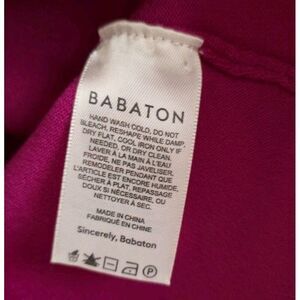 BABATON
HAND WASH COLD, DO NOT
BLEACH. RESHAPE WHILE DAMP,
DRY FLAT, COOL IRON ONLY IF
NEEDED, OR DRY CLEAN.
LAVER À LA MAIN À L'EAU
FROIDE, NE PAS JAVELISER.
REMODELER PENDANT QUE
L'ARTICLE EST ENCORE HUMIDE.
SÉCHER À PLAT, REPASSAGE
DOUX SI NÉCESSAIRE, OU
NETTOYER À SEC.
MADE IN CHINA
FABRIQUÉ EN CHINE
Sincerely, Babaton
P